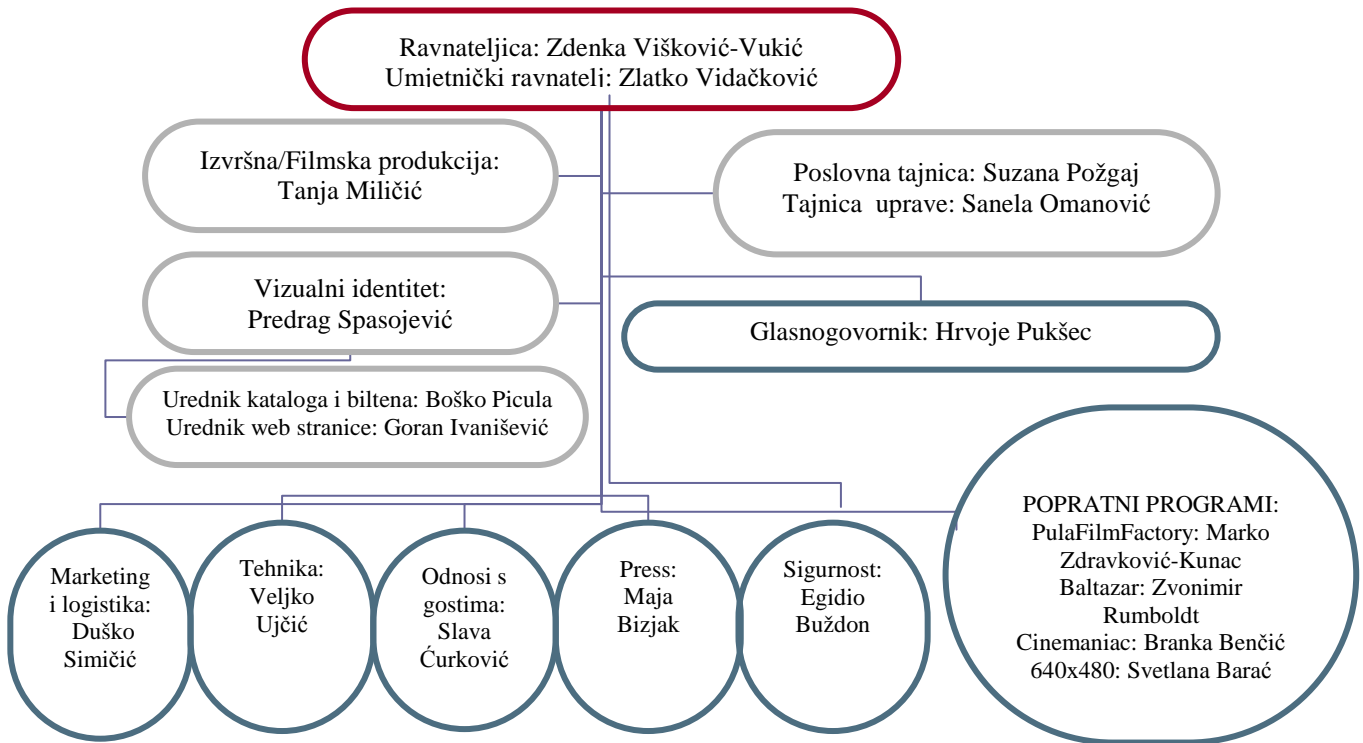 Ravnateljica: Zdenka Višković-Vukić
Umjetnički ravnatelj: Zlatko Vidačković
Izvršna/Filmska produkcija:
Tanja Miličić
Poslovna tajnica: Suzana Požgaj
Tajnica uprave: Sanela Omanović
Vizualni identitet:
Predrag Spasojević
Glasnogovornik: Hrvoje Pukšec
Urednik kataloga i biltena: Boško Picula
Urednik web stranice: Goran Ivanišević
Marketing
i logistika:
Duško
Simičić
Tehnika:
Veljko
Ujčić
Odnosi s
gostima:
Slava
Ćurković
Press:
Maja
Bizjak
Sigurnost:
Egidio
Buždon
POPRATNI PROGRAMI:
PulaFilmFactory: Marko
Zdravković-Kunac
Baltazar: Zvonimir
Rumboldt
Cinemaniac: Branka Benčić
640x480: Svetlana Barać